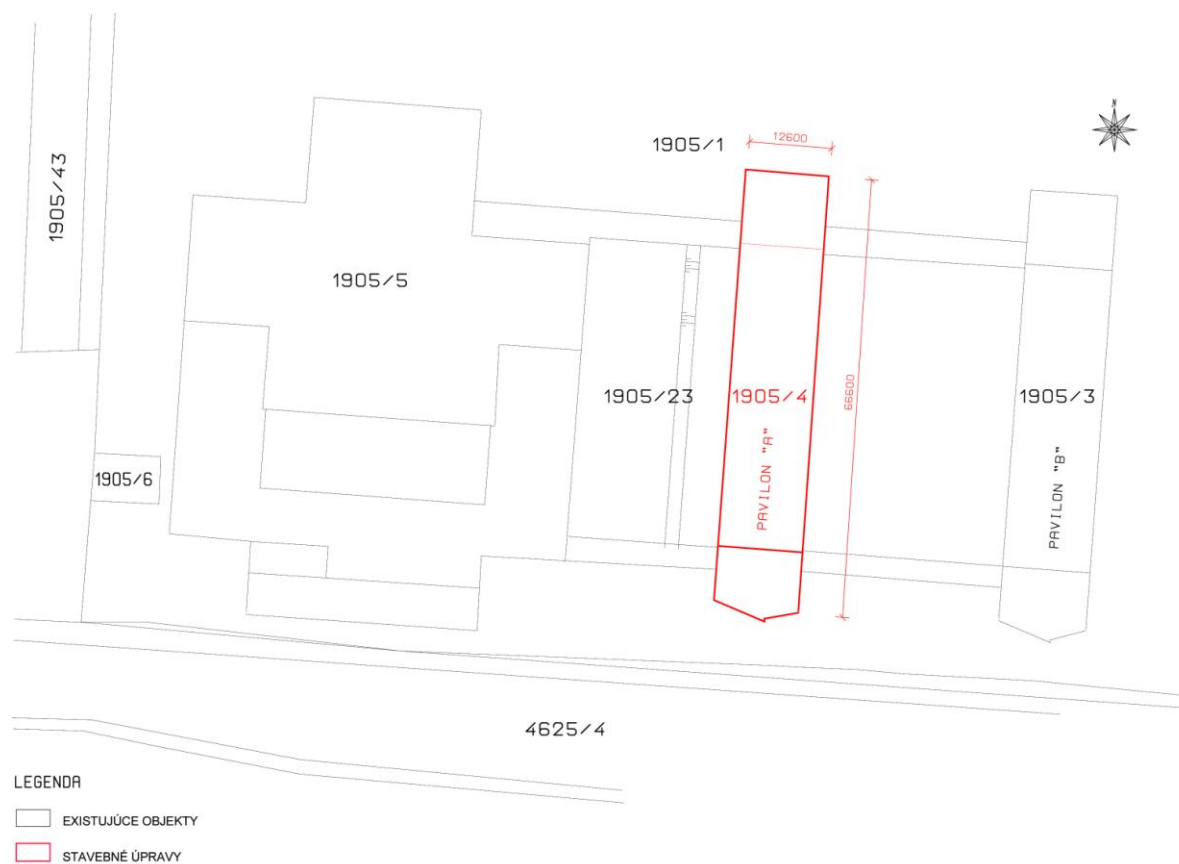 N
12600
1905/1
1905/43
1905/5
66600
1905/23
1905/4
1905/3
PAVILON "A"
PAVILON "B"
1905/6
4625/4
LEGENDA
EXISTUJÚCE OBJEKTY
STAVEBNÉ ÚPRAVY